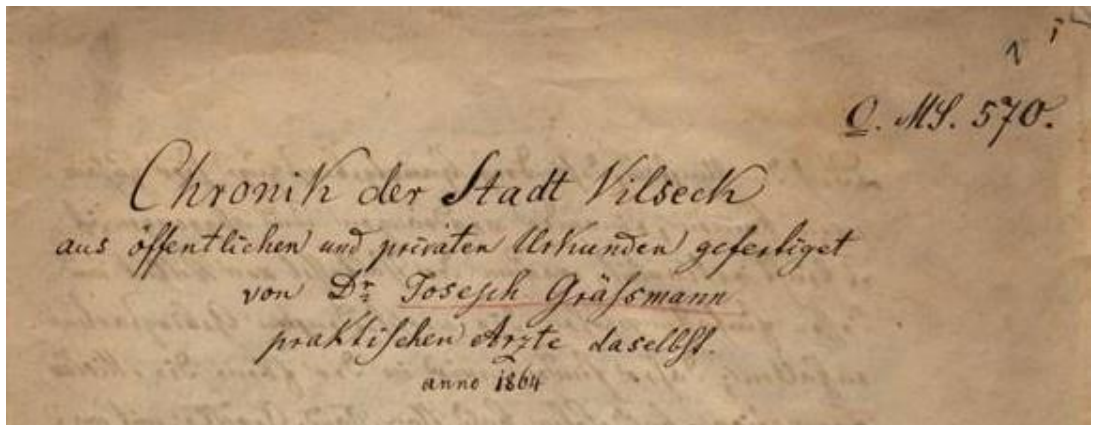 O. MS. 570.
Chronik der Stadt Vilseck
aus öffentlichen und privaten Urkunden gefertiget
von Dr. Joseph Gräſsmann
praktiſchen Arzte daſelbſt.
anno 1864